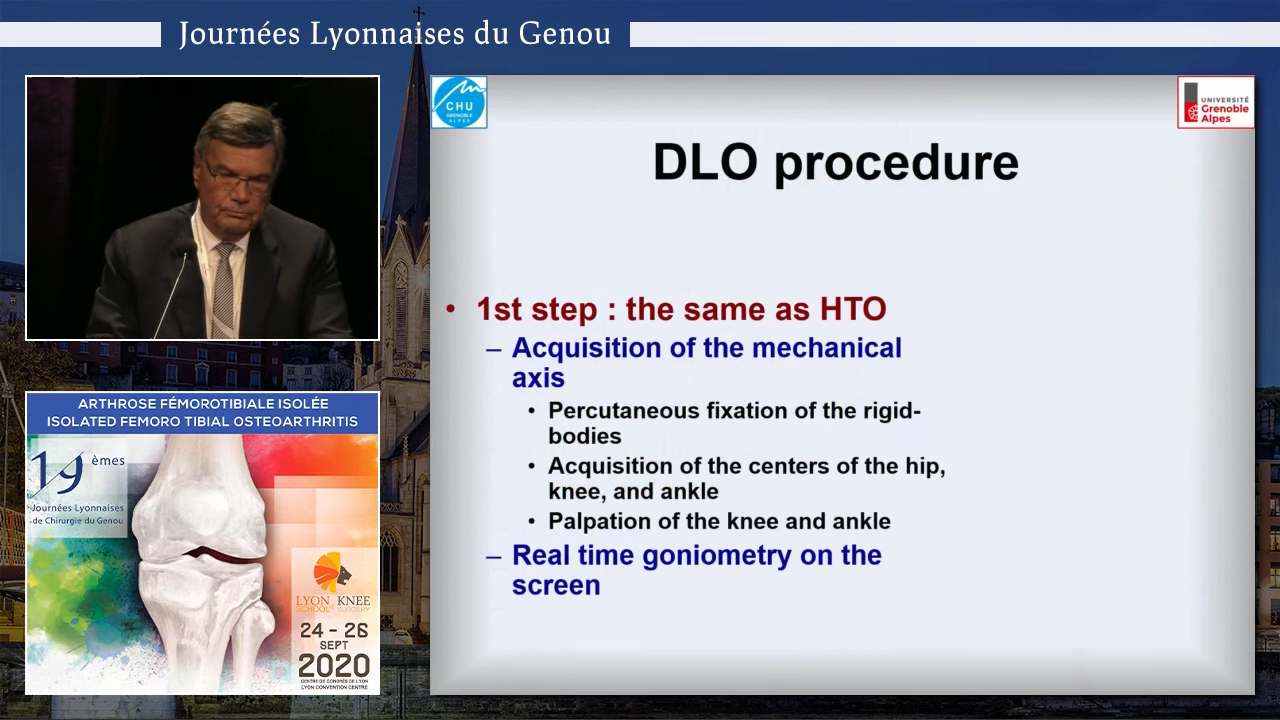 Journées Lyonnaises du Genou
CHU
GRENOBLE
ALPES
UNIVERSITÉ
Grenoble
Alpes
DLO procedure
• 1st step : the same as HTO
– Acquisition of the mechanical
axis
• Percutaneous fixation of the rigid-
bodies
• Acquisition of the centers of the hip,
knee, and ankle
• Palpation of the knee and ankle
– Real time goniometry on the
screen
ARTHROSE FÉMOROTIBIALE ISOLÉE
ISOLATED FEMORO TIBIAL OSTEOARTHRITIS
19 èmes
Journées Lyonnaises
de Chirurgie du Genou
LYON KNEE
SCHOOL OF SURGERY
24 - 26
SEPT
2020
CENTRE DE CONGRÈS DE LYON
LYON CONVENTION CENTRE